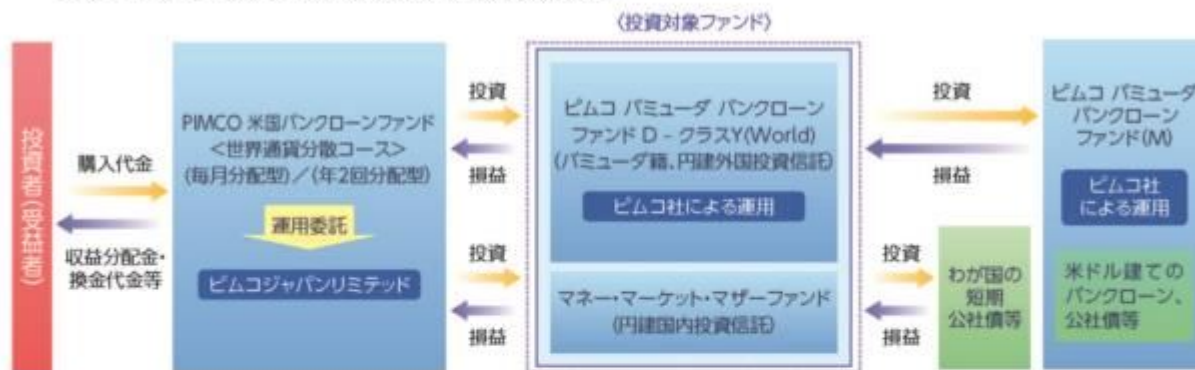 〈投資対象ファンド〉
投資者(受益者)
購入代金
収益分配金・
換金代金等
PIMCO 米国バンクローンファンド
<世界通貨分散コース>
(毎月分配型)/(年2回分配型)
運用委託
ピムコジャパンリミテッド
投資
損益
投資
損益
ピムコ バミューダ バンクローン
ファンド D - クラスY(World)
(バミューダ籍、円建外国投資信託)
ピムコ社による運用
マネー・マーケット・マザーファンド
(円建国内投資信託)
投資
損益
投資
損益
わが国の
短期
公社債等
ピムコ バミューダ
バンクローン
ファンド(M)
ピムコ社
による運用
米ドル建ての
バンクローン、
公社債等